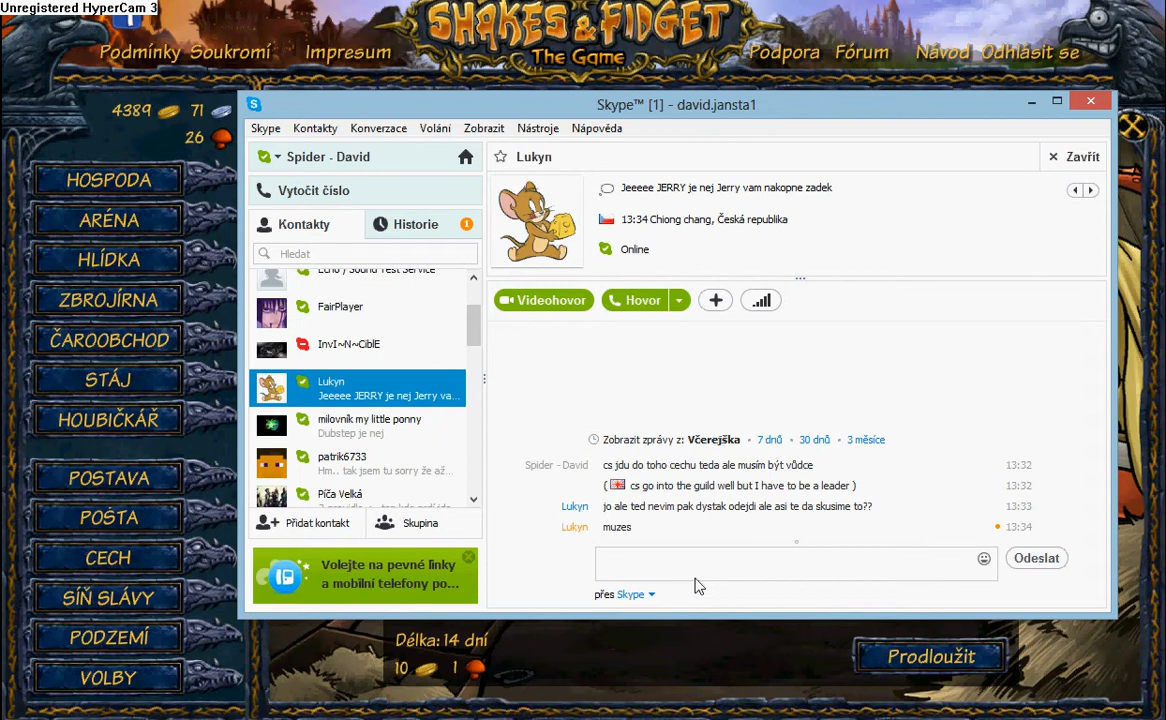 Unregistered HyperCam 3
SHAKES & FIDGET
The Game
Podmínky Soukromí Impresum Podpora Fórum Návod Odhlásit se
4389 71
26
HOSPODA
ARÉNA
HLÍDKA
ZBROJÍRNA
ČAROOBCHOD
STÁJ
HOUBIČKÁŘ
POSTAVA
POŠTA
CECH
SÍŇ SLÁVY
PODZEMÍ
VOLBY
Skype™ [1] - david.jansta1
Skype Kontakty Konverzace Volání Zobrazit Nástroje Nápověda
Spider - David
Vytočit číslo
Kontakty Historie 1
Hledat
Echo / Sound Test Service
FairPlayer
InvI~N~CiblE
Lukyn
Jeeeee JERRY je nej Jerry va...
milovník my little ponny
Dubstep je nej
patrik6733
Hm.. tak jsem tu sorry že až...
Píča Velká
Přidat kontakt Skupina
Volejte na pevné linky
a mobilní telefony po...
Lukyn Zavřít
Jeeeee JERRY je nej Jerry vam nakopne zadek
13:34 Chiong chang, Česká republika
Online
Videohovor Hovor
Zobrazit zprávy z: Včerejška • 7 dnů • 30 dnů • 3 měsíce
Spider - David cs jdu do toho cechu teda ale musím být vůdce 13:32
( cs go into the guild well but I have to be a leader ) 13:32
Lukyn jo ale ted nevim pak dystak odejdi ale asi te da skusime to?? 13:33
Lukyn muzes 13:34
Odeslat
přes Skype
Délka: 14 dní
10 1
Prodloužit